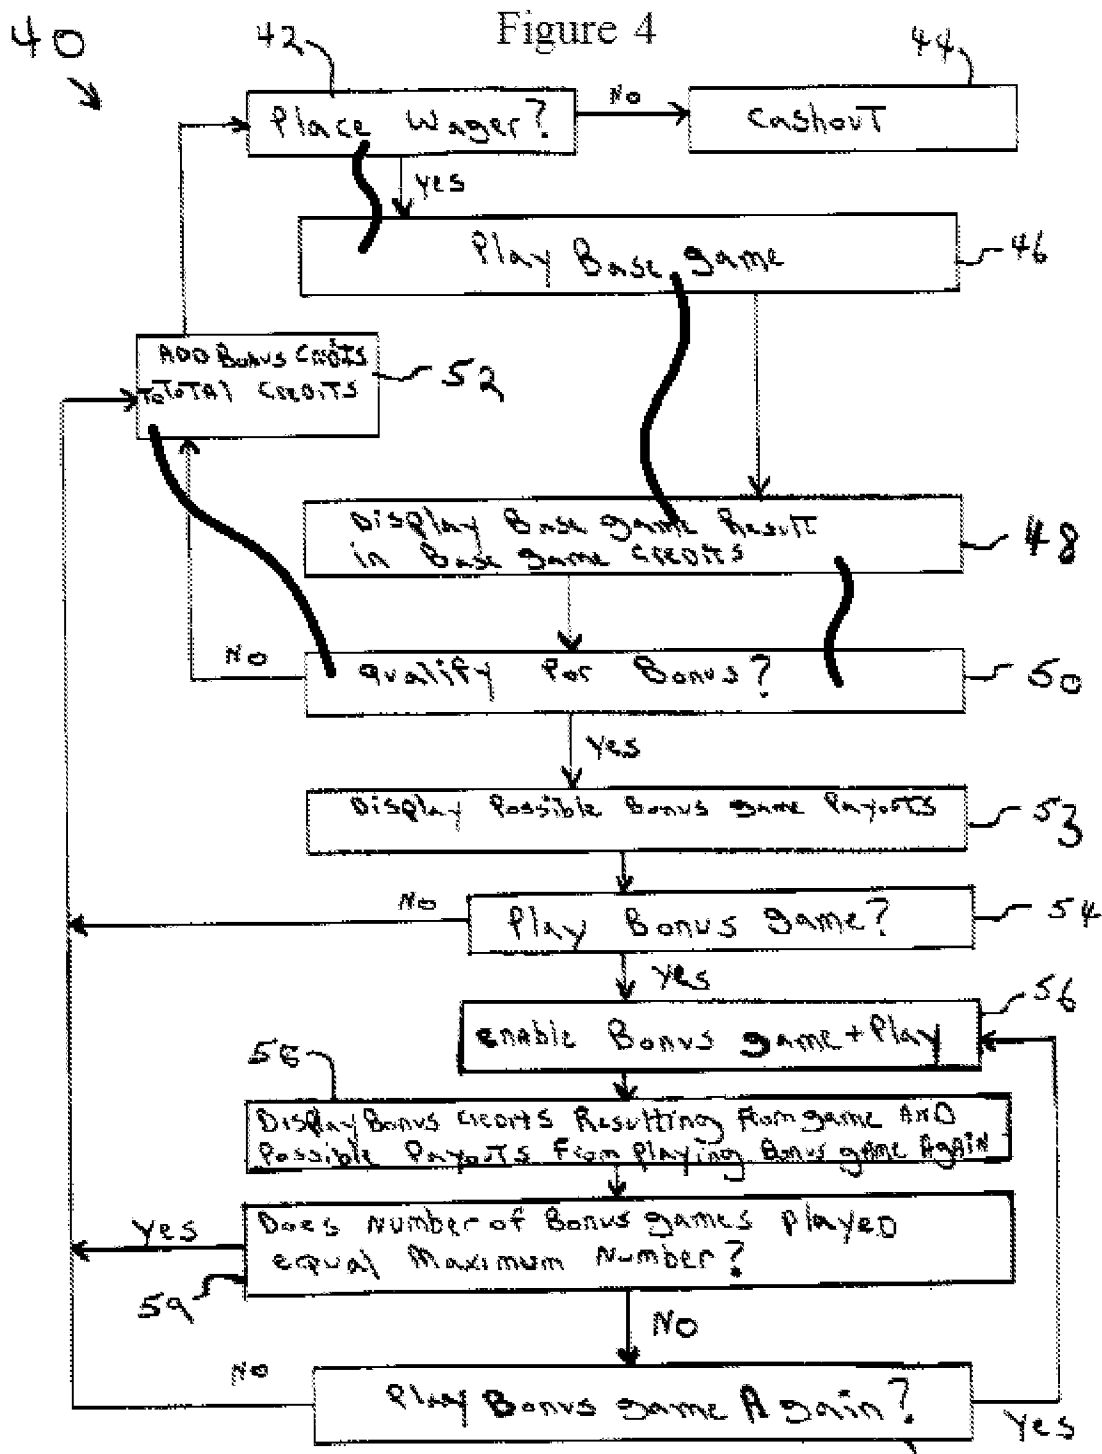 Figure 4
40
42
44
Place Wager?
No
Cashout
Yes
Play Base game
46
ADD Bonus Credits
To Total Credits
52
Display Base game Result
in Base game Credits
48
No
Qualify For Bonus?
50
Yes
Display Possible Bonus game Payouts
53
No
Play Bonus game?
54
Yes
56
enable Bonus game + Play
58
Display Bonus Credits Resulting From game AND
Possible Payouts From Playing Bonus game Again
Does Number of Bonus games Played
equal Maximum Number?
Yes
59
No
No
Play Bonus game Again?
Yes